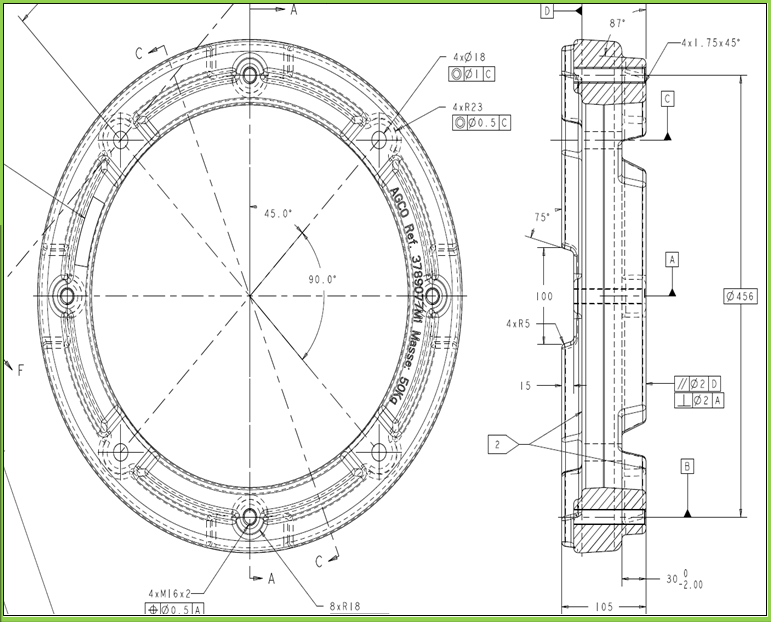 A
D
87°
C
4xØ18
◎ Ø1 C
4x1.75x45°
4xR23
◎ Ø0.5 C
C
75°
45.0°
AGCO Ref. 3789077M1 Masse: 50Kg
A
90.0°
100
Ø456
4xR5
F
15
// Ø2 D
⊥ Ø2 A
2
B
C
A
30 0 -2.00
4xM16x2
8xR18
105
⌖ Ø0.5 A